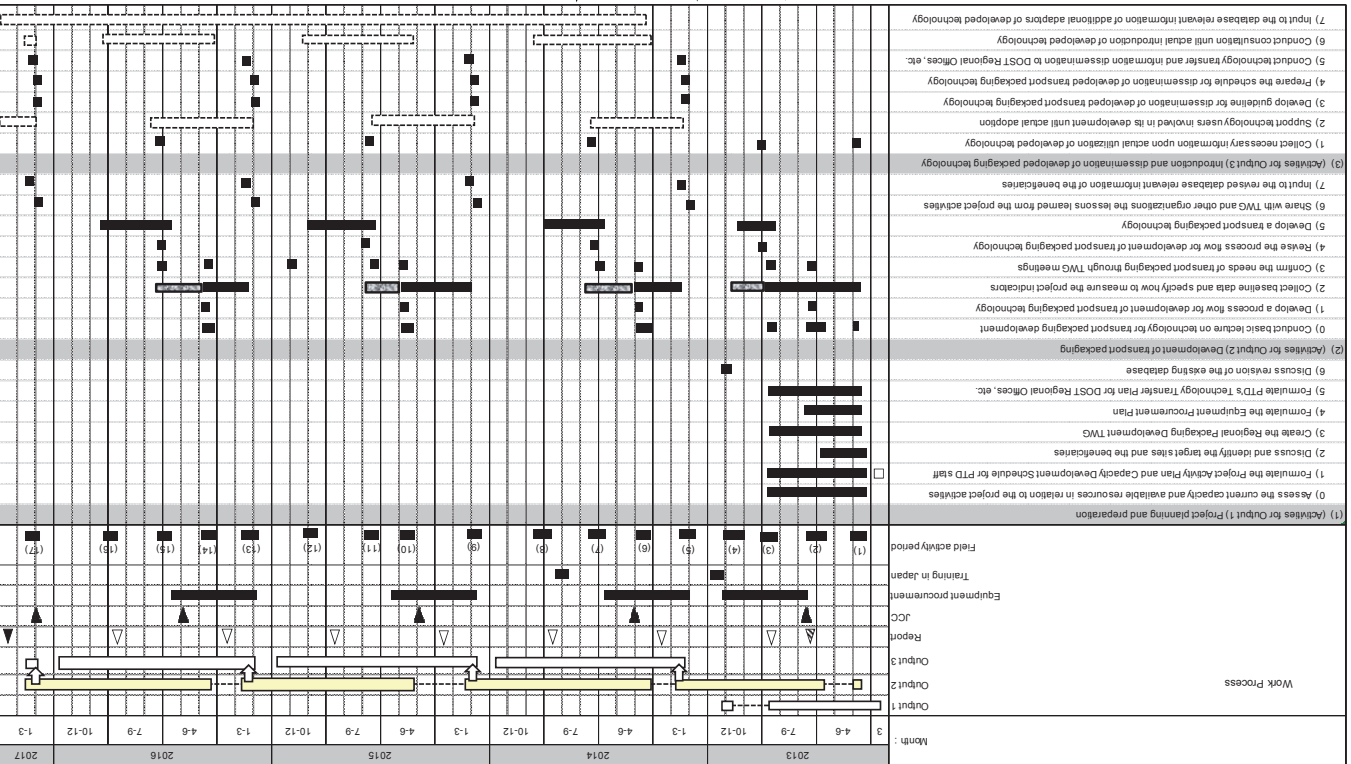 2013 2014 2015 2016 2017
Month : 3 4-6 7-9 10-12 1-3 4-6 7-9 10-12 1-3 4-6 7-9 10-12 1-3 4-6 7-9 10-12 1-3
Work Process
Output 1
Output 2
Output 3
Report
JCC
Equipment procurement
Training in Japan
Field activity period (1) (2) (3) (4) (5) (6) (7) (8) (9) (10) (11) (12) (13) (14) (15) (16) (17)
(1) (Activities for Output 1) Project planning and preparation
0) Assess the current capacity and available resources in relation to the project activities
1) Formulate the Project Activity Plan and Capacity Development Schedule for PTD staff
2) Discuss and identify the target sites and the beneficiaries
3) Create the Regional Packaging Development TWG
4) Formulate the Equipment Procurement Plan
5) Formulate PTD's Technology Transfer Plan for DOST Regional Offices, etc.
6) Discuss revision of the existing database
(2) (Activities for Output 2) Development of transport packaging
0) Conduct basic lecture on technology for transport packaging development
1) Develop a process flow for development of transport packaging technology
2) Collect baseline data and specify how to measure the project indicators
3) Confirm the needs of transport packaging through TWG meetings
4) Revise the process flow for development of transport packaging technology
5) Develop a transport packaging technology
6) Share with TWG and other organizations the lessons learned from the project activities
7) Input to the revised database relevant information of the beneficiaries
(3) (Activities for Output 3) Introduction and dissemination of developed packaging technology
1) Collect necessary information upon actual utilization of developed technology
2) Support technology users involved in its development until actual adoption
3) Develop guideline for dissemination of developed transport packaging technology
4) Prepare the schedule for dissemination of developed transport packaging technology
5) Conduct technology transfer and information dissemination to DOST Regional Offices, etc.
6) Conduct consultation until actual introduction of developed technology
7) Input to the database relevant information of additional adaptors of developed technology